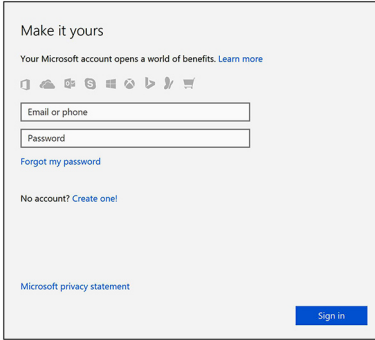 Make it yours
Your Microsoft account opens a world of benefits. Learn more
Email or phone
Password
Forgot my password
No account? Create one!
Microsoft privacy statement
Sign in